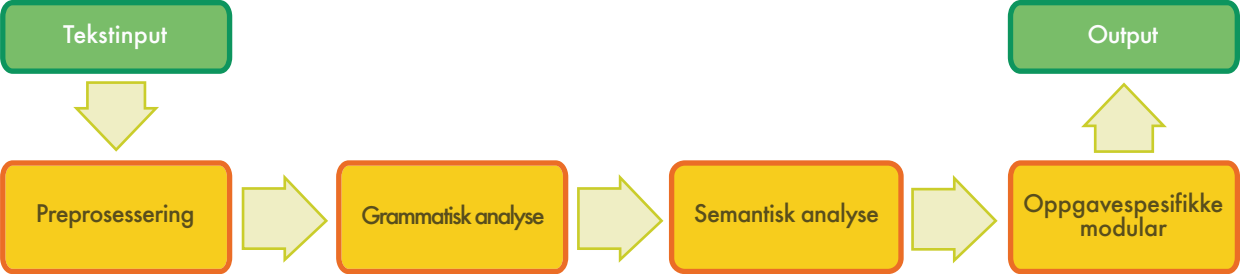 Tekstinput
Output
Preprosessering
Grammatisk analyse
Semantisk analyse
Oppgavespesifikke
modular